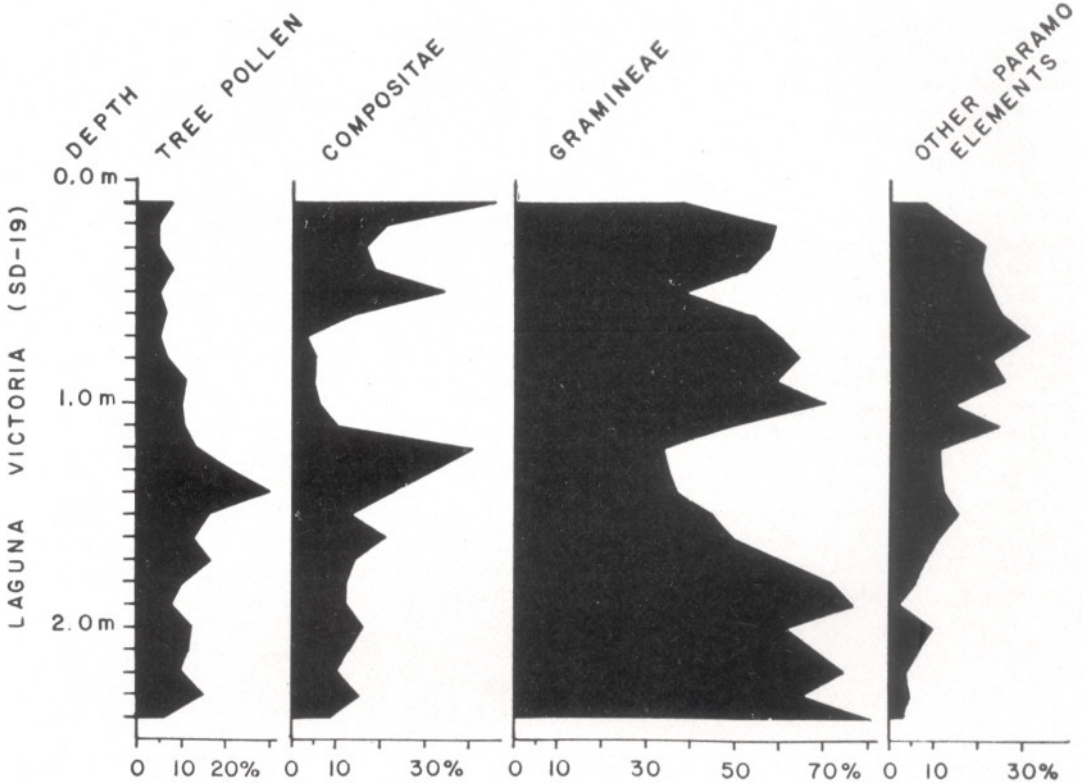 DEPTH
TREE POLLEN
COMPOSITAE
GRAMINEAE
OTHER PARAMO
ELEMENTS
LAGUNA VICTORIA (SD-19)
0.0 m
1.0 m
2.0 m
0 10 20%
0 10 30%
0 10 30 50 70%
0 10 30%